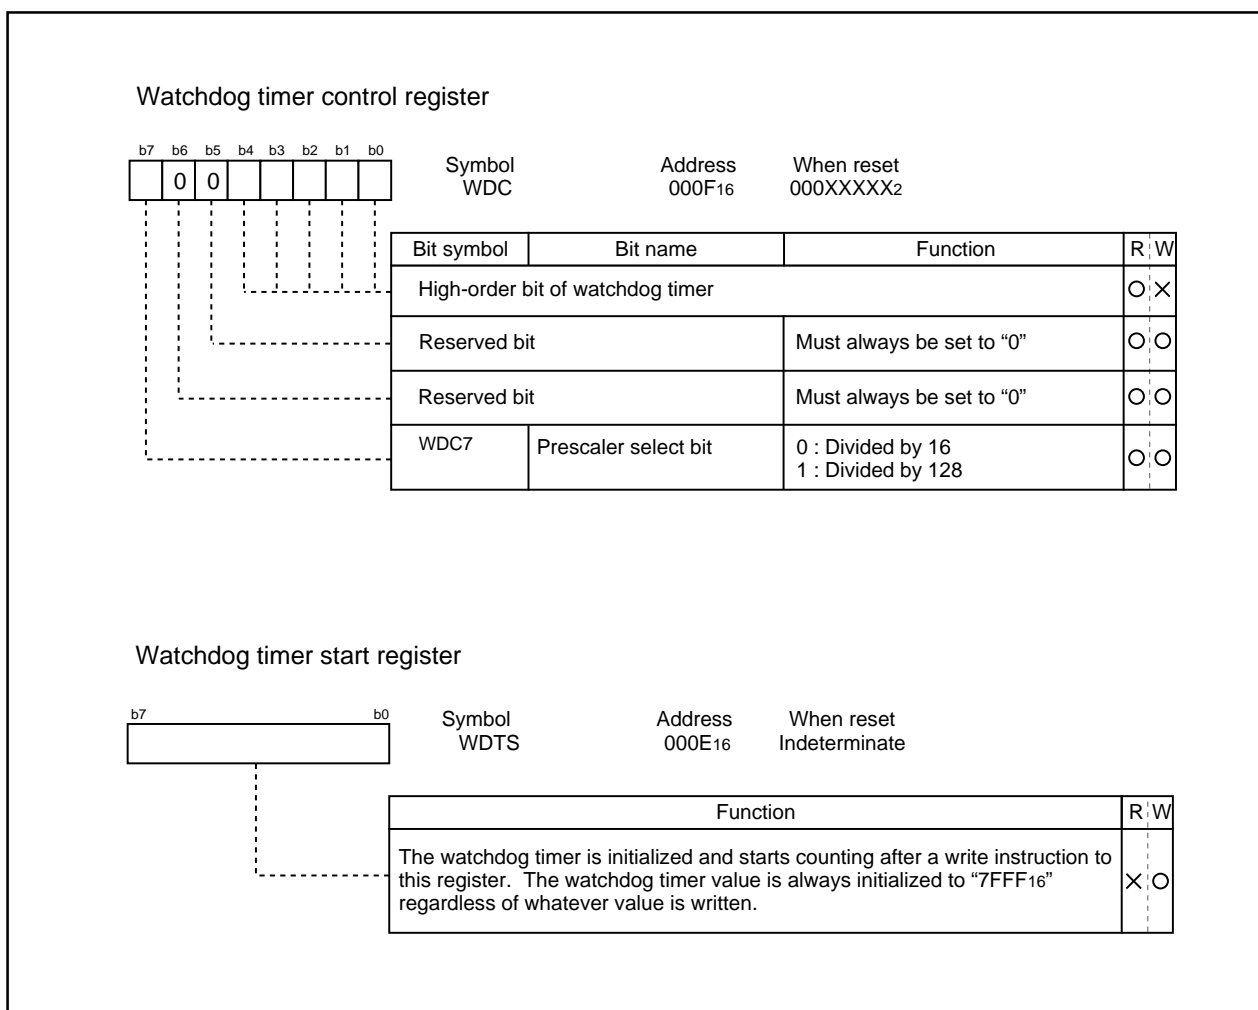 Watchdog timer control register
b7 b6 b5 b4 b3 b2 b1 b0
0 0
Symbol Address When reset
WDC 000F16 000XXXXX2
Bit symbol Bit name Function R W
High-order bit of watchdog timer
Reserved bit Must always be set to “0”
Reserved bit Must always be set to “0”
WDC7 Prescaler select bit 0 : Divided by 16
1 : Divided by 128
Watchdog timer start register
b7 b0
Symbol Address When reset
WDTS 000E16 Indeterminate
Function R W
The watchdog timer is initialized and starts counting after a write instruction to
this register. The watchdog timer value is always initialized to “7FFF16”
regardless of whatever value is written.